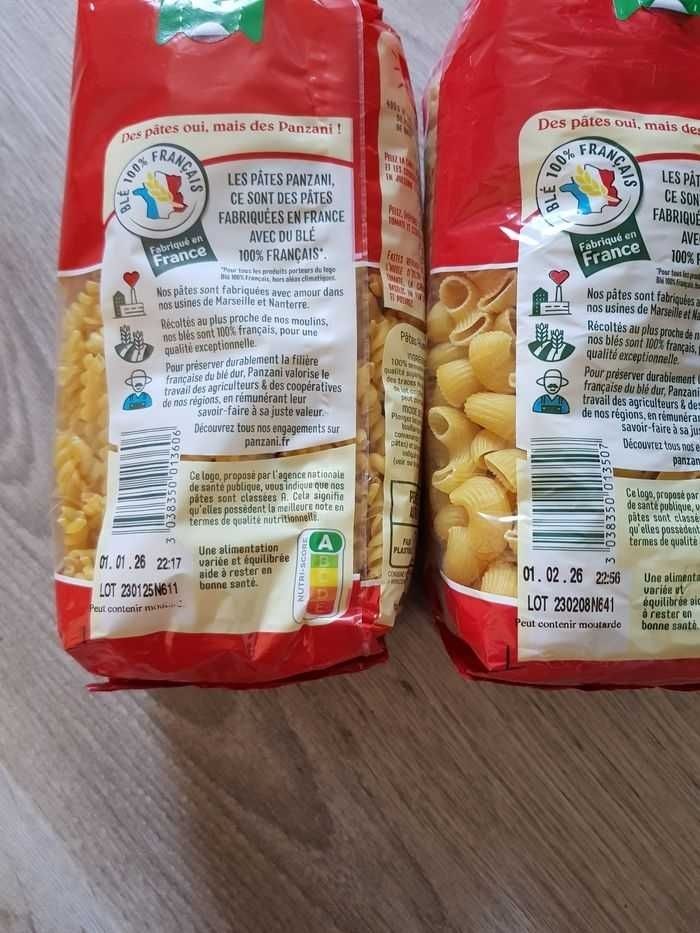 Des pâtes oui, mais des Panzani !
BLÉ 100% FRANÇAIS
Fabriqué en
France
LES PÂTES PANZANI,
CE SONT DES PÂTES
FABRIQUÉES EN FRANCE
AVEC DU BLÉ
100% FRANÇAIS*.
*Pour tous les produits porteurs du logo
Blé 100% Français, hors aléas climatiques.
Nos pâtes sont fabriquées avec amour dans
nos usines de Marseille et Nanterre.
Récoltés au plus proche de nos moulins,
nos blés sont 100% français, pour une
qualité exceptionnelle.
Pour préserver durablement la filière
française du blé dur, Panzani valorise le
travail des agriculteurs & des coopératives
de nos régions, en rémunérant leur
savoir-faire à sa juste valeur.
Découvrez tous nos engagements sur
panzani.fr
3 038350 013606
Ce logo, proposé par l'agence nationale
de santé publique, vous indique que nos
pâtes sont classées A. Cela signifie
qu'elles possèdent la meilleure note en
termes de qualité nutritionnelle.
01.01.26 22:17
LOT 230125N611
Peut contenir
Une alimentation
variée et équilibrée
aide à rester en
bonne santé.
NUTRI-SCORE
A
B
C
D
E
Des pâtes oui, mais des
BLÉ 100% FRANÇAIS
Fabriqué en
France
LES PÂT
CE SON
FABRIQU
AVE
100% F
*Pour tous les
Blé 100% Français,
Nos pâtes sont fabriquées
nos usines de Marseille et Na
Récoltés au plus proche de n
nos blés sont 100% français,
qualité exceptionnelle.
Pour préserver durablement
française du blé dur, Panzani
travail des agriculteurs & des
de nos régions, en rémunéran
savoir-faire à sa jus
Découvrez tous nos e
panzan
3 038350 013507
Ce logo, proposé par
de santé publique, v
pâtes sont classé
qu'elles possèdent
termes de qualité
01.02.26 22:56
LOT 230208N641
Peut contenir moutarde
Une aliment
variée et
équilibrée aid
à rester en
bonne santé.